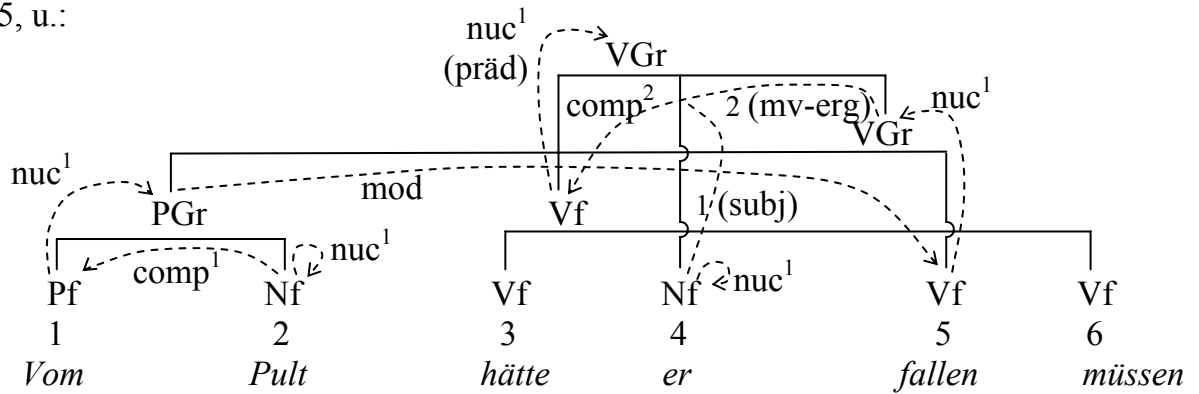 5, u.:
nuc¹
(präd) VGr
comp² 2 (mv-erg) nuc¹
VGr
nuc¹
mod
PGr Vf 1 (subj)
comp¹ nuc¹
Pf Nf Vf Nf nuc¹ Vf Vf
1 2 3 4 5 6
Vom Pult hätte er fallen müssen